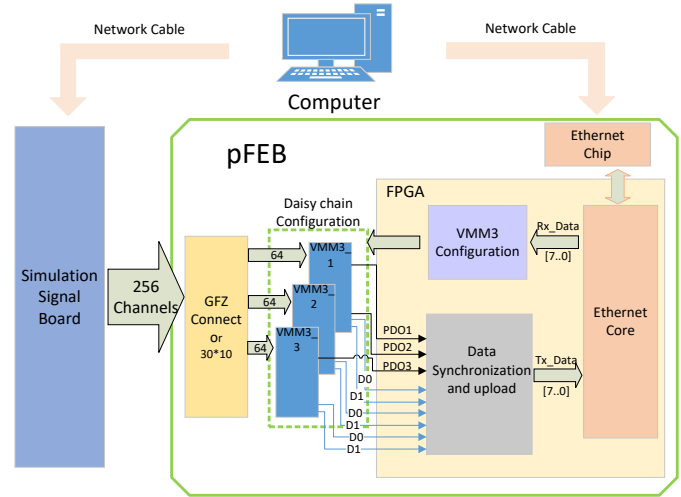 Network Cable
Network Cable
Computer
pFEB
Ethernet
Chip
FPGA
Daisy chain
Configuration
VMM3
Configuration
Rx_Data
[7..0]
Simulation
Signal
Board
256
Channels
GFZ
Connect
or
30*10
64
64
64
VMM3_
1
VMM3_
2
VMM3_
3
PDO1
PDO2
PDO3
D0
D1
D0
D1
D0
D1
Data
Synchronization
and upload
Tx_Data
[7..0]
Ethernet
Core